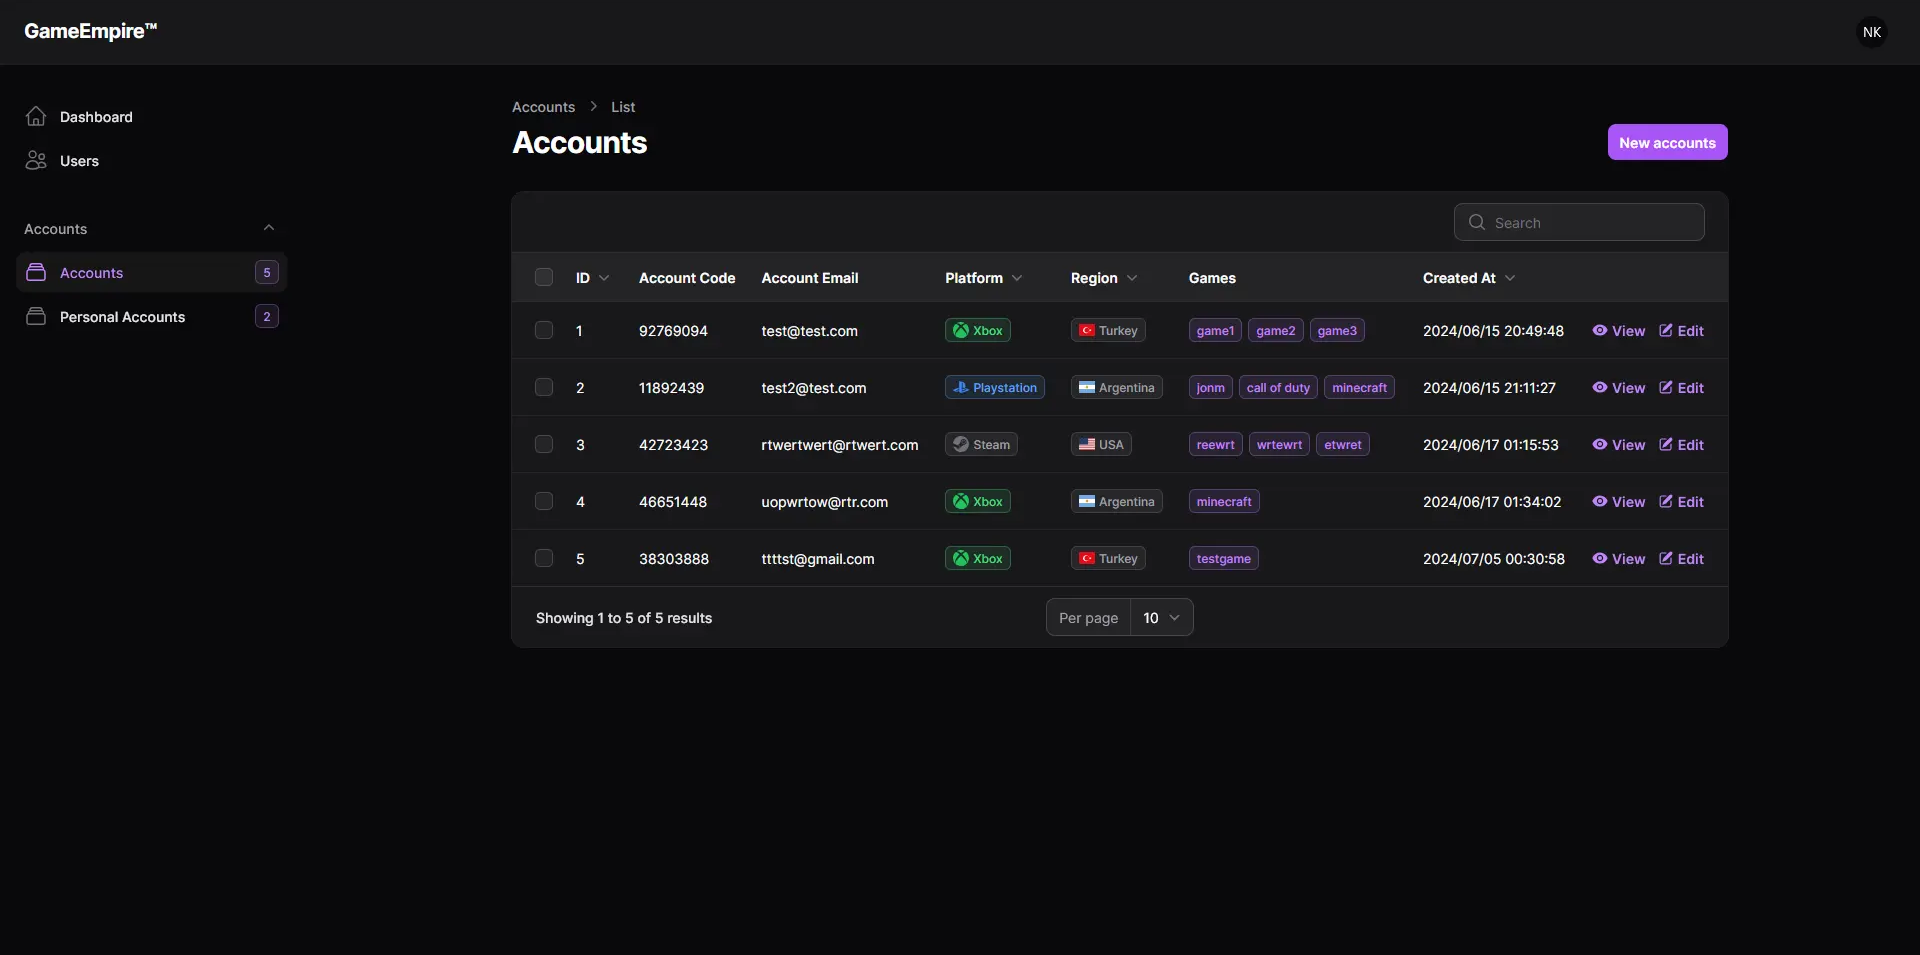 GameEmpire™
NK
Dashboard
Users
Accounts
Accounts 5
Personal Accounts 2
Accounts > List
Accounts
New accounts
Search
ID Account Code Account Email Platform Region Games Created At
1 92769094 test@test.com Xbox Turkey game1 game2 game3 2024/06/15 20:49:48 View Edit
2 11892439 test2@test.com Playstation Argentina jonm call of duty minecraft 2024/06/15 21:11:27 View Edit
3 42723423 rtwertwert@rtwert.com Steam USA reewrt wrtewrt etwret 2024/06/17 01:15:53 View Edit
4 46651448 uopwrtow@rtr.com Xbox Argentina minecraft 2024/06/17 01:34:02 View Edit
5 38303888 ttttst@gmail.com Xbox Turkey testgame 2024/07/05 00:30:58 View Edit
Showing 1 to 5 of 5 results
Per page 10